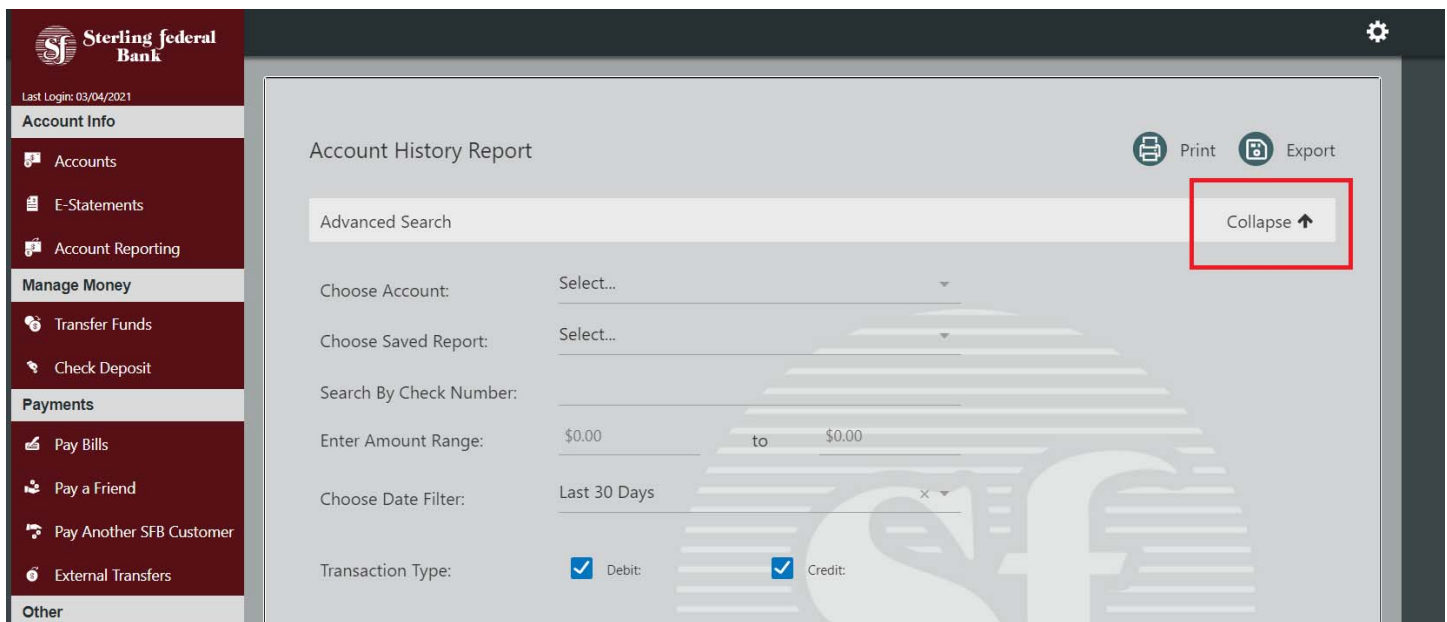 Sf Sterling federal
Bank
Last Login: 03/04/2021
Account Info
Accounts
E-Statements
Account Reporting
Manage Money
Transfer Funds
Check Deposit
Payments
Pay Bills
Pay a Friend
Pay Another SFB Customer
External Transfers
Other
Account History Report
Print
Export
Advanced Search
Collapse
Choose Account: Select...
Choose Saved Report: Select...
Search By Check Number:
Enter Amount Range: $0.00 to $0.00
Choose Date Filter: Last 30 Days
Transaction Type: Debit: Credit:
Sf